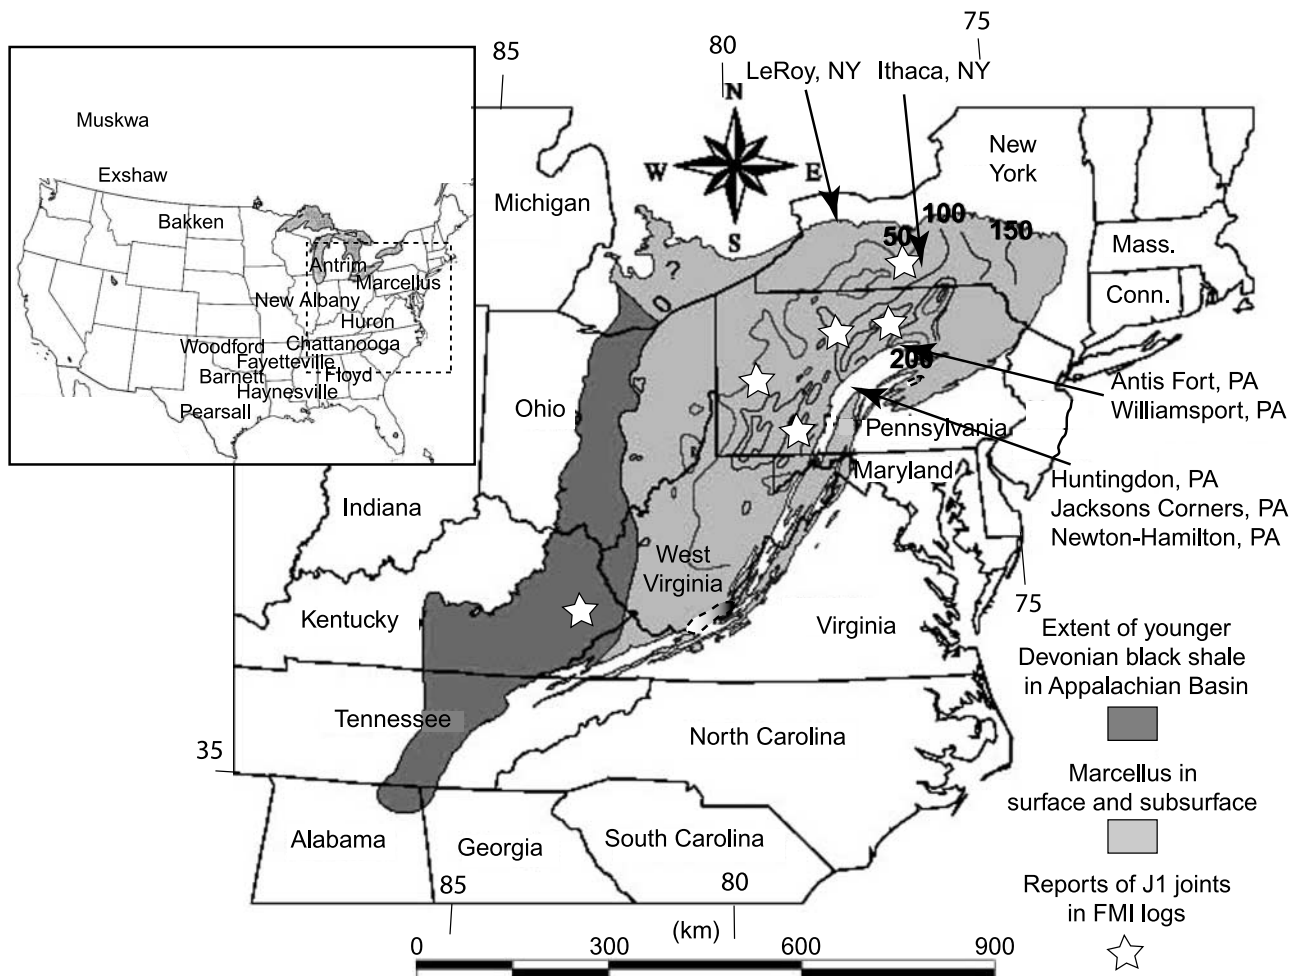 75
80
85
LeRoy, NY
Ithaca, NY
N
W
E
S
Muskwa
Exshaw
Bakken
Antrim
Marcellus
New Albany
Huron
Woodford
Chattanooga
Fayetteville
Barnett
Floyd
Haynesville
Pearsall
Michigan
New
York
100
50
150
Mass.
Conn.
?
0
200
Antis Fort, PA
Williamsport, PA
Ohio
Pennsylvania
Maryland
Huntingdon, PA
Jacksons Corners, PA
Newton-Hamilton, PA
Indiana
West
Virginia
Kentucky
Virginia
75
Extent of younger
Devonian black shale
in Appalachian Basin
Tennessee
North Carolina
35
Marcellus in
surface and subsurface
Alabama
Georgia
South Carolina
85
80
Reports of J1 joints
in FMI logs
(km)
0
300
600
900